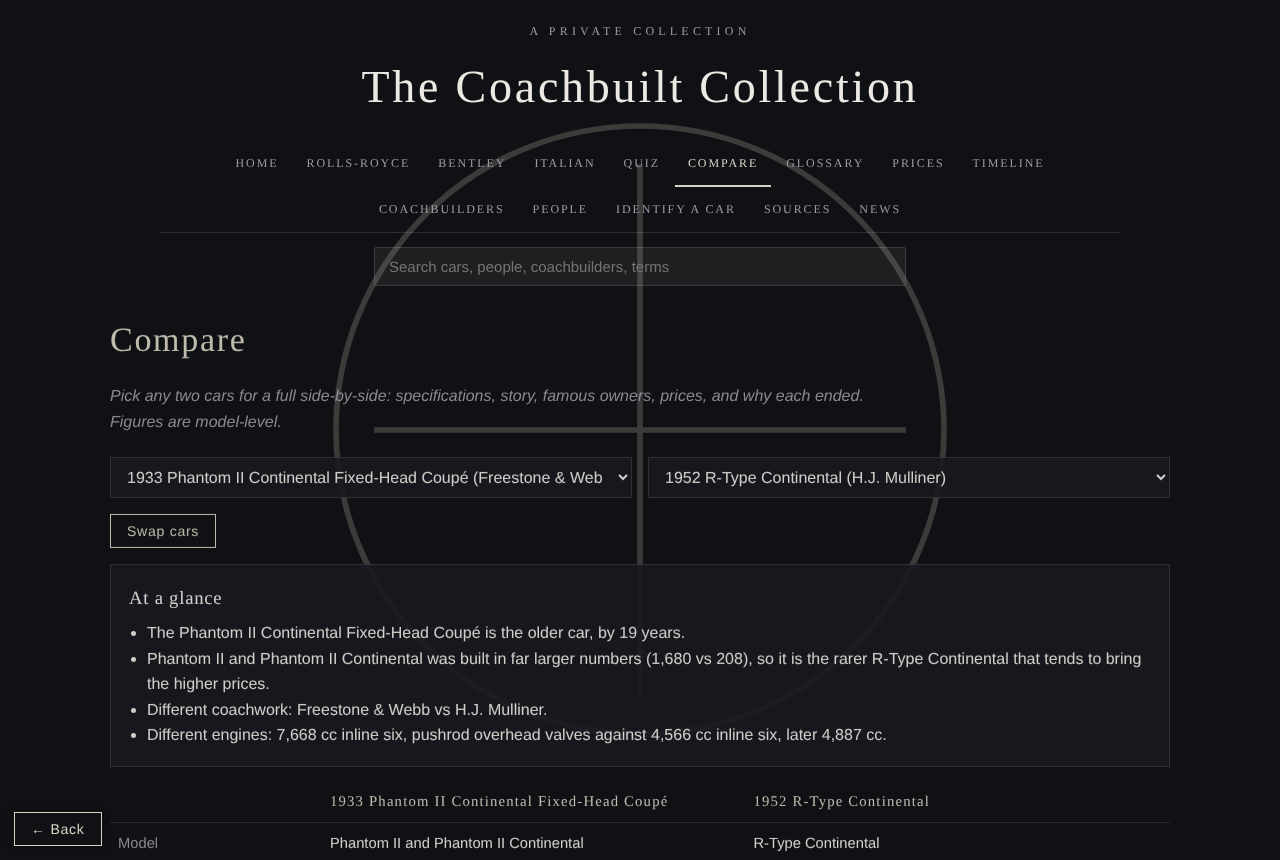 A PRIVATE COLLECTION
The Coachbuilt Collection
HOME ROLLS-ROYCE BENTLEY ITALIAN QUIZ COMPARE GLOSSARY PRICES TIMELINE
COACHBUILDERS PEOPLE IDENTIFY A CAR SOURCES NEWS
Search cars, people, coachbuilders, terms
Compare
Pick any two cars for a full side-by-side: specifications, story, famous owners, prices, and why each ended.
Figures are model-level.
1933 Phantom II Continental Fixed-Head Coupé (Freestone & Web 1952 R-Type Continental (H.J. Mulliner)
Swap cars
At a glance
• The Phantom II Continental Fixed-Head Coupé is the older car, by 19 years.
• Phantom II and Phantom II Continental was built in far larger numbers (1,680 vs 208), so it is the rarer R-Type Continental that tends to bring
the higher prices.
• Different coachwork: Freestone & Webb vs H.J. Mulliner.
• Different engines: 7,668 cc inline six, pushrod overhead valves against 4,566 cc inline six, later 4,887 cc.
1933 Phantom II Continental Fixed-Head Coupé 1952 R-Type Continental
← Back
Model Phantom II and Phantom II Continental R-Type Continental